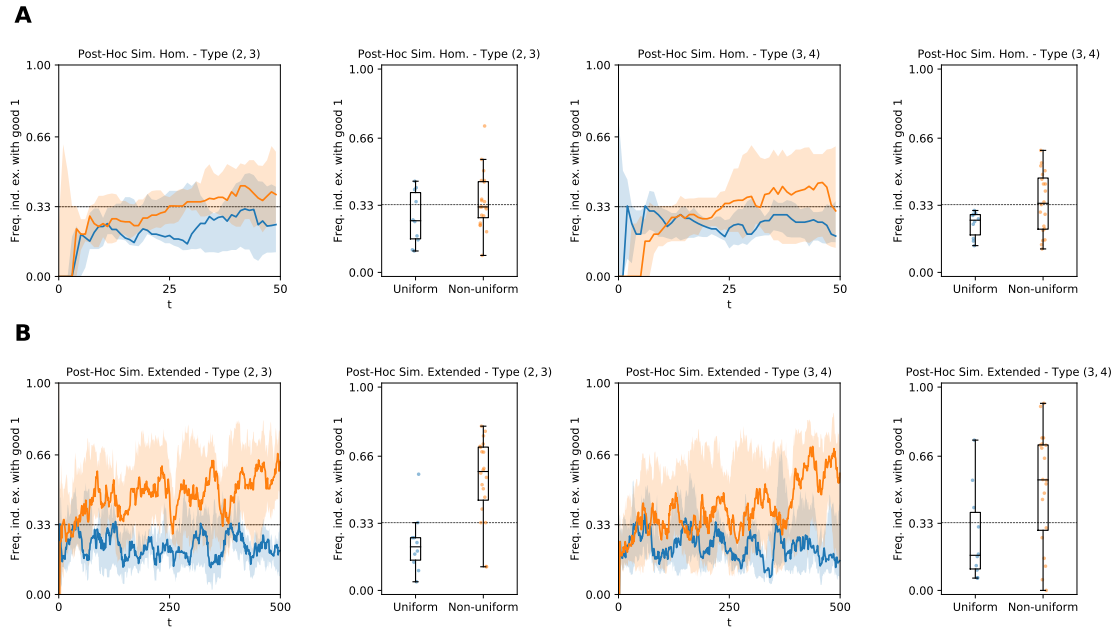 A
Post-Hoc Sim. Hom. - Type (2, 3)
Freq. ind. ex. with good 1
1.00
0.66
0.33
0.00
0
25
50
t
Post-Hoc Sim. Hom. - Type (2, 3)
Freq. ind. ex. with good 1
1.00
0.66
0.33
0.00
Uniform
Non-uniform
Post-Hoc Sim. Hom. - Type (3, 4)
Freq. ind. ex. with good 1
1.00
0.66
0.33
0.00
0
25
50
t
Post-Hoc Sim. Hom. - Type (3, 4)
Freq. ind. ex. with good 1
1.00
0.66
0.33
0.00
Uniform
Non-uniform
B
Post-Hoc Sim. Extended - Type (2, 3)
Freq. ind. ex. with good 1
1.00
0.66
0.33
0.00
0
250
500
t
Post-Hoc Sim. Extended - Type (2, 3)
Freq. ind. ex. with good 1
1.00
0.66
0.33
0.00
Uniform
Non-uniform
Post-Hoc Sim. Extended - Type (3, 4)
Freq. ind. ex. with good 1
1.00
0.66
0.33
0.00
0
250
500
t
Post-Hoc Sim. Extended - Type (3, 4)
Freq. ind. ex. with good 1
1.00
0.66
0.33
0.00
Uniform
Non-uniform